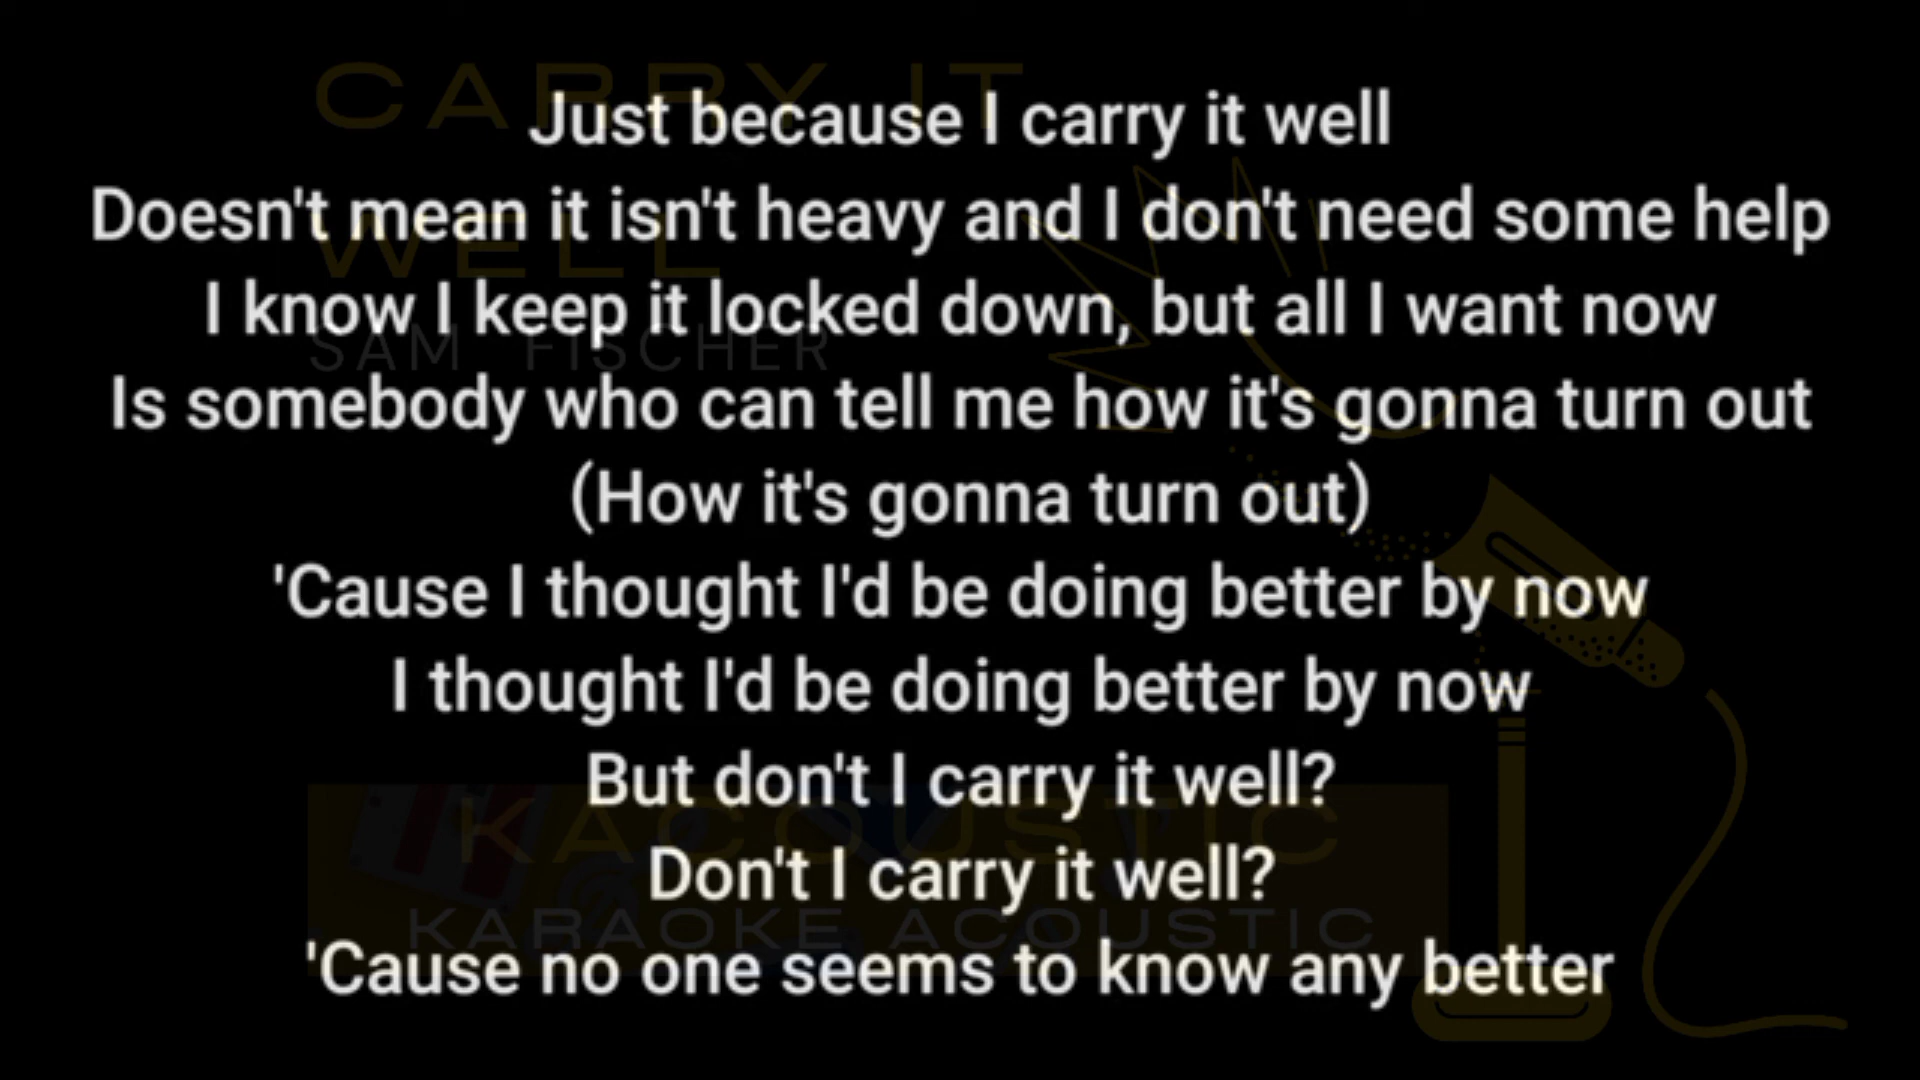 CARRY IT
Just because I carry it well
Doesn't mean it isn't heavy and I don't need some help
WELL
I know I keep it locked down, but all I want now
SAM FISCHER
Is somebody who can tell me how it's gonna turn out
(How it's gonna turn out)
'Cause I thought I'd be doing better by now
I thought I'd be doing better by now
But don't I carry it well?
KACOUSTIC
Don't I carry it well?
KARAOKE ACOUSTIC
'Cause no one seems to know any better